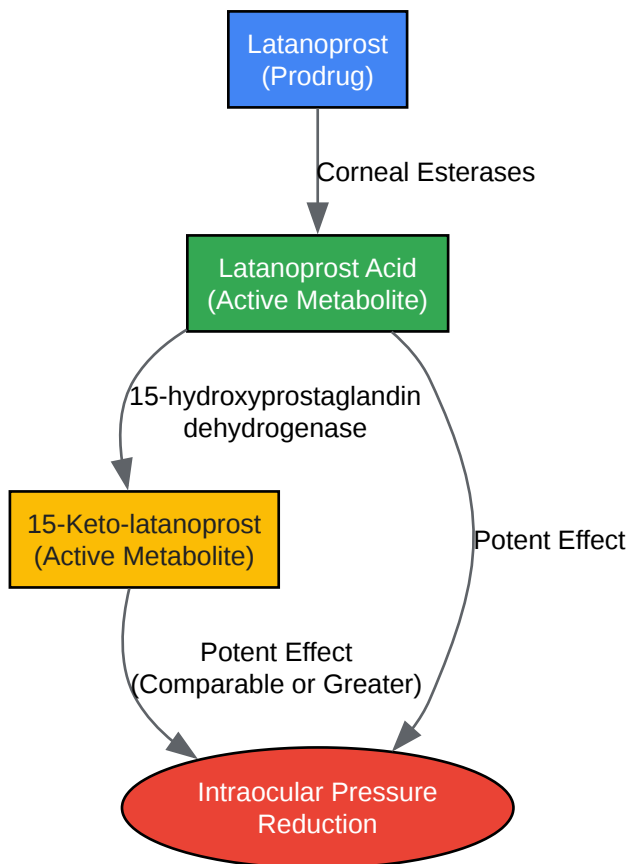 Latanoprost
(Prodrug)
Corneal Esterases
Latanoprost Acid
(Active Metabolite)
15-hydroxyprostaglandin
dehydrogenase
15-Keto-latanoprost
(Active Metabolite)
Potent Effect
Potent Effect
(Comparable or Greater)
Intraocular Pressure
Reduction